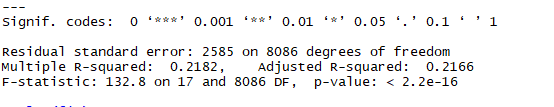 ---
Signif. codes:  0 ‘***’ 0.001 ‘**’ 0.01 ‘*’ 0.05 ‘.’ 0.1 ‘ ’ 1
Residual standard error: 2585 on 8086 degrees of freedom
Multiple R-squared:  0.2182,	Adjusted R-squared:  0.2166
F-statistic: 132.8 on 17 and 8086 DF,  p-value: < 2.2e-16